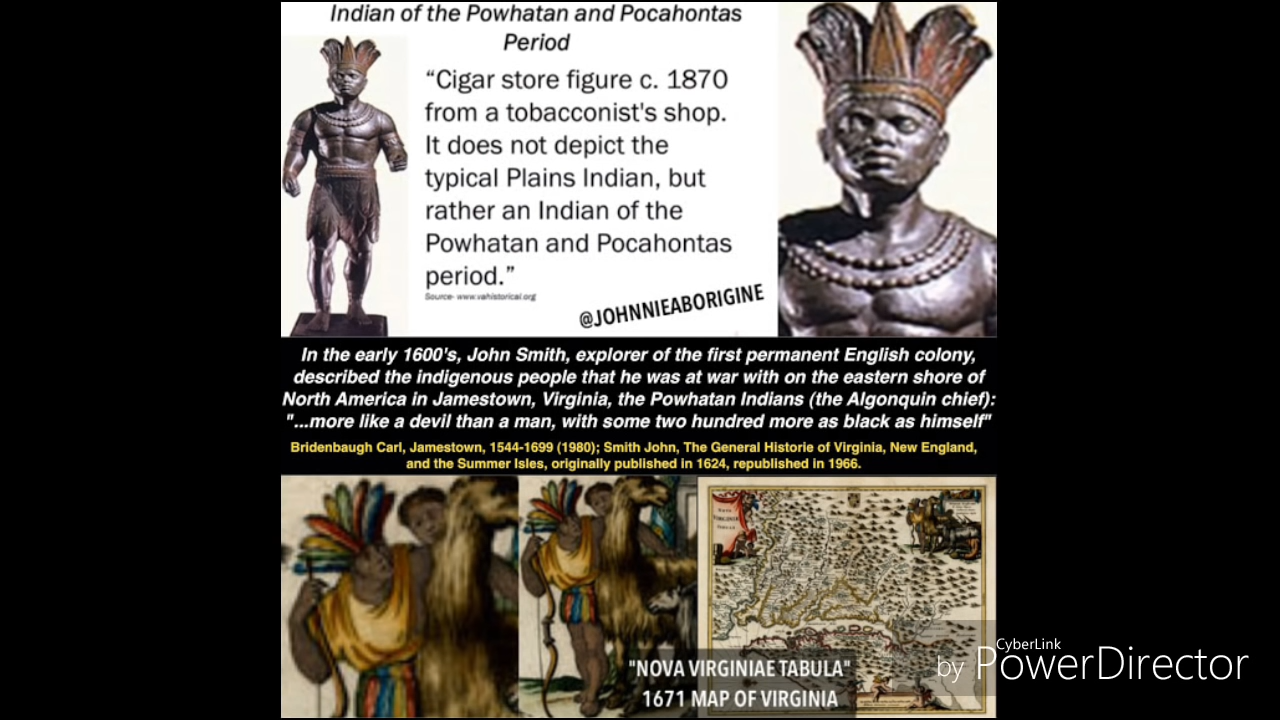 Indian of the Powhatan and Pocahontas
Period
“Cigar store figure c. 1870
from a tobacconist's shop.
It does not depict the
typical Plains Indian, but
rather an Indian of the
Powhatan and Pocahontas
period.”
Source- www.vahistorical.org
@JOHNNIEABORIGINE
In the early 1600's, John Smith, explorer of the first permanent English colony,
described the indigenous people that he was at war with on the eastern shore of
North America in Jamestown, Virginia, the Powhatan Indians (the Algonquin chief):
"...more like a devil than a man, with some two hundred more as black as himself"
Bridenbaugh Carl, Jamestown, 1544-1699 (1980); Smith John, The General Historie of Virginia, New England,
and the Summer Isles, originally published in 1624, republished in 1966.
"NOVA VIRGINIAE TABULA"
1671 MAP OF VIRGINIA
CyberLink
by PowerDirector